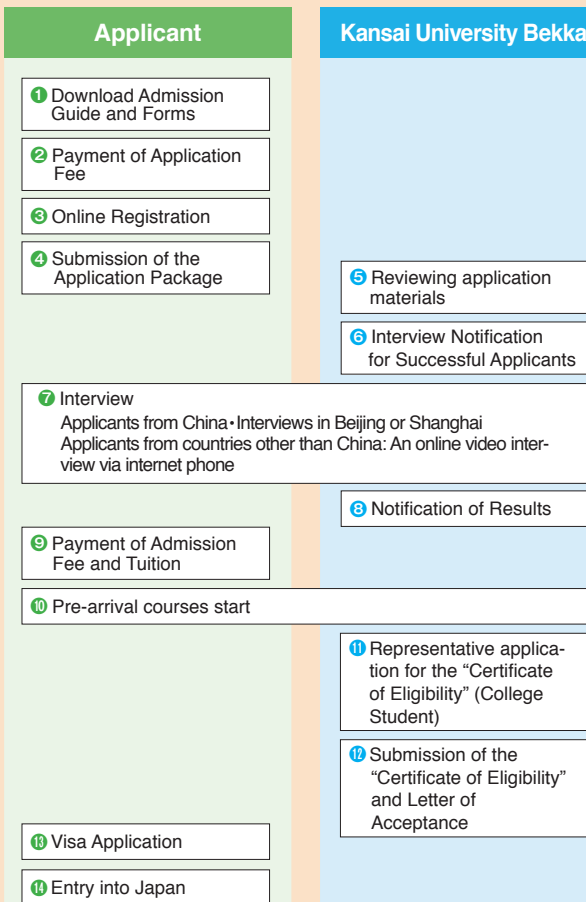 Applicant
Kansai University Bekka
❶ Download Admission
Guide and Forms
❷ Payment of Application
Fee
❸ Online Registration
❹ Submission of the
Application Package
❺ Reviewing application
materials
❻ Interview Notification
for Successful Applicants
❼ Interview
Applicants from China・Interviews in Beijing or Shanghai
Applicants from countries other than China: An online video inter-
view via internet phone
❽ Notification of Results
❾ Payment of Admission
Fee and Tuition
❿ Pre-arrival courses start
⓫ Representative applica-
tion for the “Certificate
of Eligibility” (College
Student)
⓬ Submission of the
“Certificate of Eligibility”
and Letter of
Acceptance
⓭ Visa Application
⓮ Entry into Japan